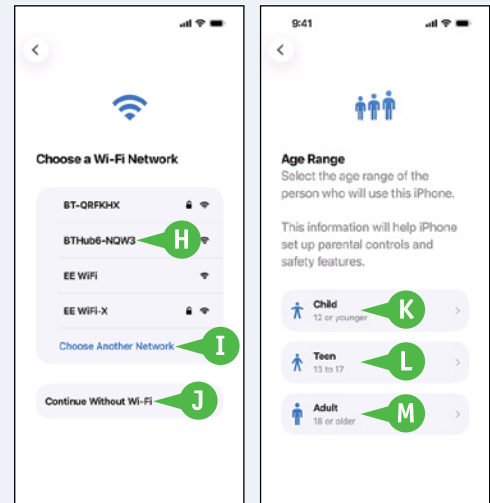 Choose a Wi-Fi Network
BT-QRFKHX
BTHub6-NQW3
H
EE WiFi
EE WiFi-X
Choose Another Network
I
Continue Without Wi-Fi
J
9:41
Age Range
Select the age range of the
person who will use this iPhone.
This information will help iPhone
set up parental controls and
safety features.
Child
12 or younger
K
Teen
13 to 17
L
Adult
18 or older
M